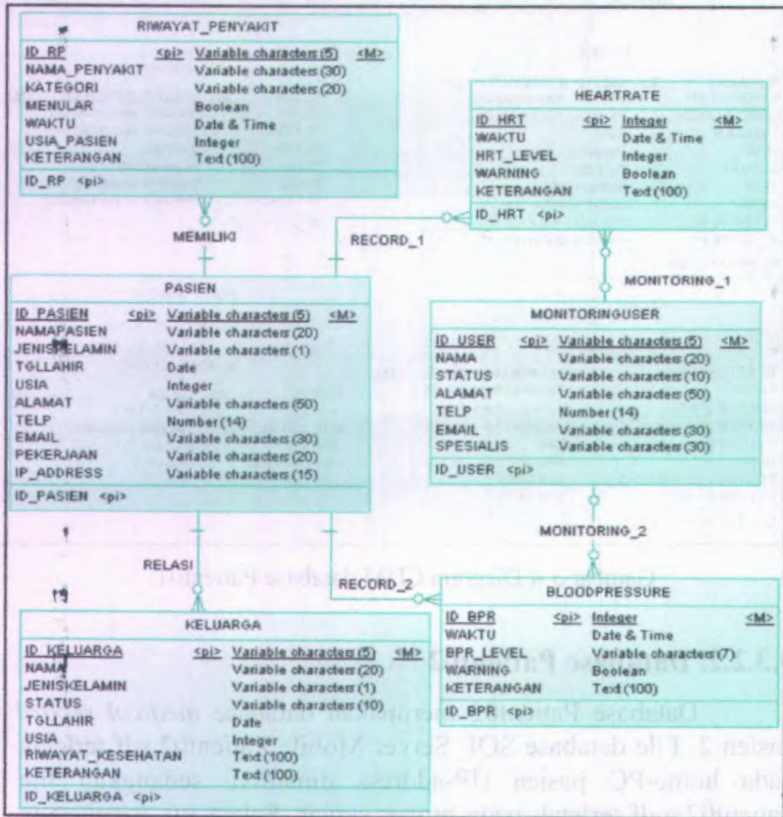 RIWAYAT_PENYAKIT
ID_RP <pi> Variable characters (5) <M>
NAMA_PENYAKIT Variable characters (30)
KATEGORI Variable characters (20)
MENULAR Boolean
WAKTU Date & Time
USIA_PASIEN Integer
KETERANGAN Text (100)
ID_RP <pi>
HEARTRATE
ID_HRT <pi> Integer <M>
WAKTU Date & Time
HRT_LEVEL Integer
WARNING Boolean
KETERANGAN Text (100)
ID_HRT <pi>
MEMILIKI
RECORD_1
MONITORING_1
PASIEN
ID_PASIEN <pi> Variable characters (5) <M>
NAMAPASIEN Variable characters (20)
JENISKELAMIN Variable characters (1)
TGLLAHIR Date
USIA Integer
ALAMAT Variable characters (50)
TELP Number (14)
EMAIL Variable characters (30)
PEKERJAAN Variable characters (20)
IP_ADDRESS Variable characters (15)
ID_PASIEN <pi>
MONITORINGUSER
ID_USER <pi> Variable characters (5) <M>
NAMA Variable characters (20)
STATUS Variable characters (10)
ALAMAT Variable characters (50)
TELP Number (14)
EMAIL Variable characters (30)
SPESIALIS Variable characters (30)
ID_USER <pi>
RELASI
RECORD_2
MONITORING_2
KELUARGA
ID_KELUARGA <pi> Variable characters (5) <M>
NAMA Variable characters (20)
JENISKELAMIN Variable characters (1)
STATUS Variable characters (10)
TGLLAHIR Date
USIA Integer
RIWAYAT_KESEHATAN Text (100)
KETERANGAN Text (100)
ID_KELUARGA <pi>
BLOODPRESSURE
ID_BPR <pi> Integer <M>
WAKTU Date & Time
BPR_LEVEL Variable characters (7)
WARNING Boolean
KETERANGAN Text (100)
ID_BPR <pi>